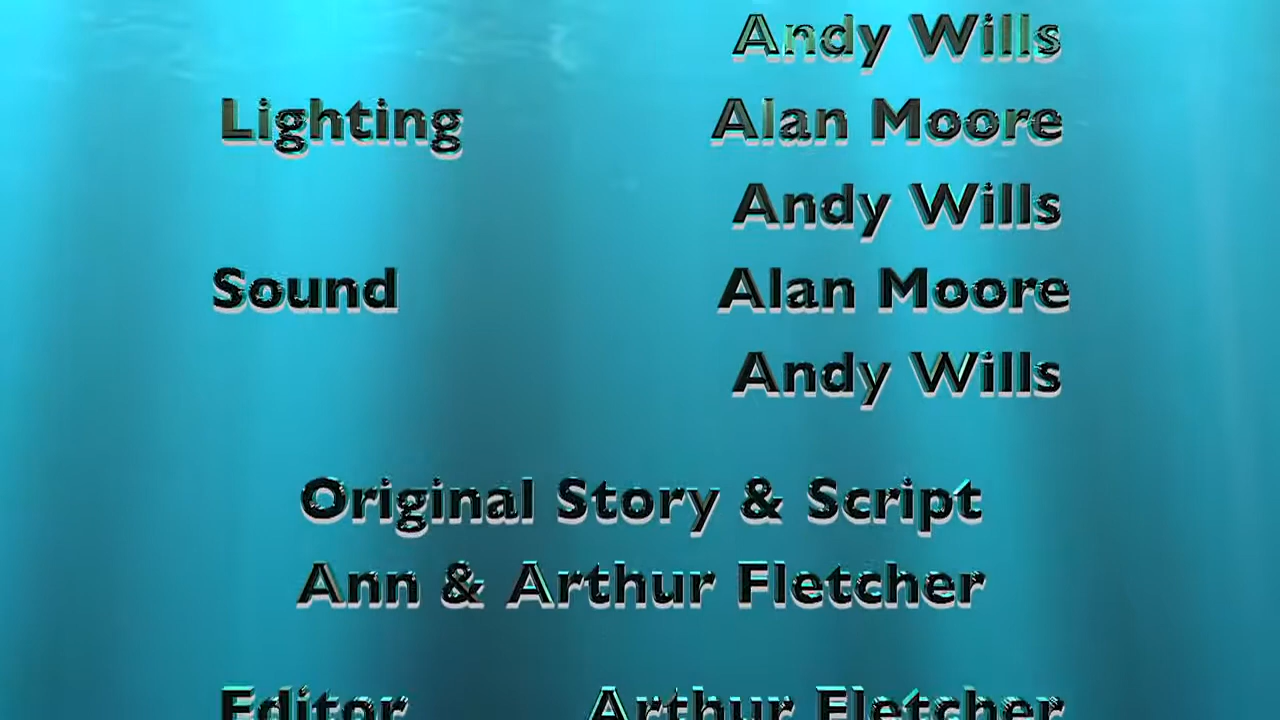 Andy Wills
Lighting Alan Moore
Andy Wills
Sound Alan Moore
Andy Wills
Original Story & Script
Ann & Arthur Fletcher
Editor Arthur Fletcher